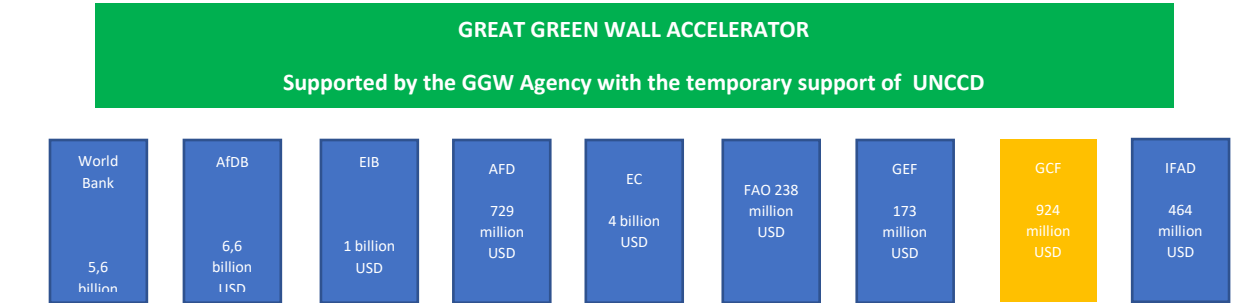 GREAT GREEN WALL ACCELERATOR
Supported by the GGW Agency with the temporary support of UNCCD
World
Bank
5,6
billion
AfDB
6,6
billion
USD
EIB
1 billion
USD
AFD
729
million
USD
EC
4 billion
USD
FAO 238
million
USD
GEF
173
million
USD
GCF
924
million
USD
IFAD
464
million
USD